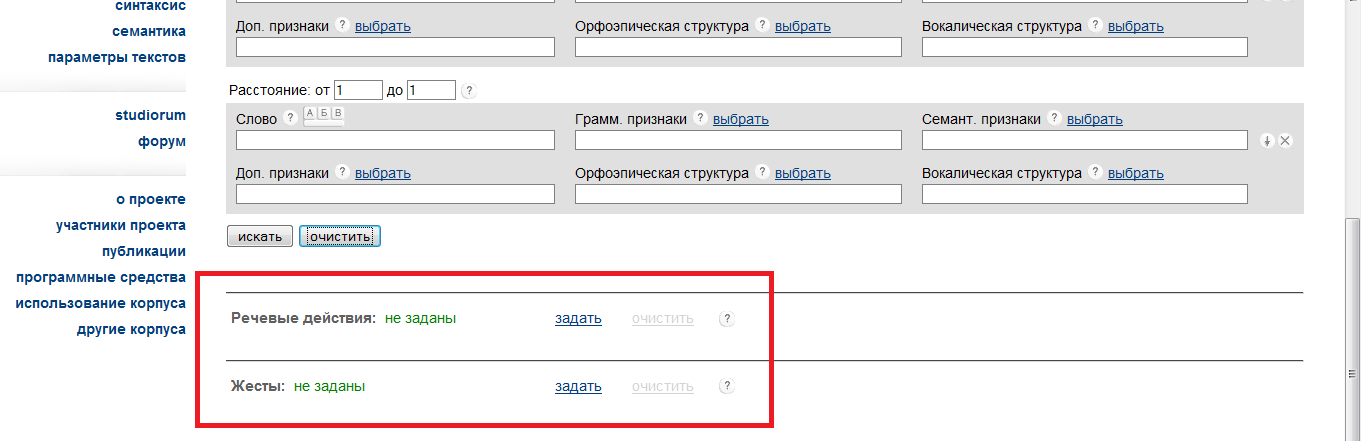 синтаксис
семантика
параметры текстов
studiorum
форум
о проекте
участники проекта
публикации
программные средства
использование корпуса
другие корпуса
Доп. признаки ? выбрать Орфоэпическая структура ? выбрать Вокалическая структура ? выбрать
Расстояние: от 1 до 1 ?
Слово ? А Б В Грамм. признаки ? выбрать Семант. признаки ? выбрать
Доп. признаки ? выбрать Орфоэпическая структура ? выбрать Вокалическая структура ? выбрать
искать очистить
Речевые действия: не заданы задать очистить ?
Жесты: не заданы задать очистить ?